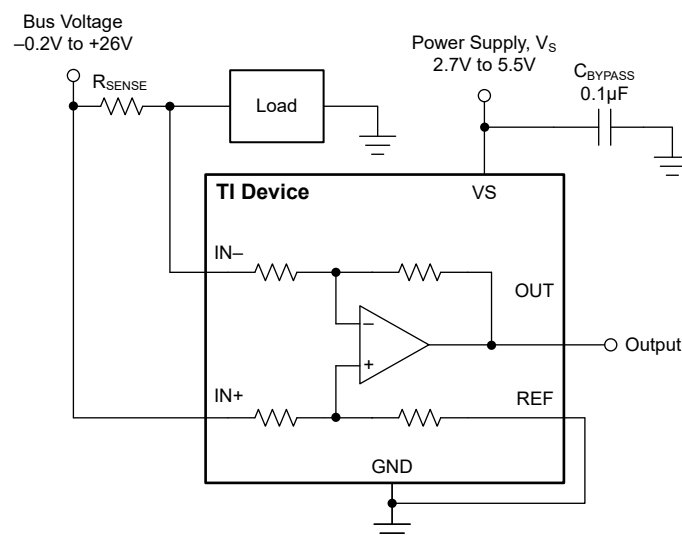 Bus Voltage
–0.2V to +26V
RSENSE
Load
Power Supply, VS
2.7V to 5.5V
CBYPASS
0.1µF
TI Device
VS
IN–
OUT
–
+
Output
IN+
REF
GND